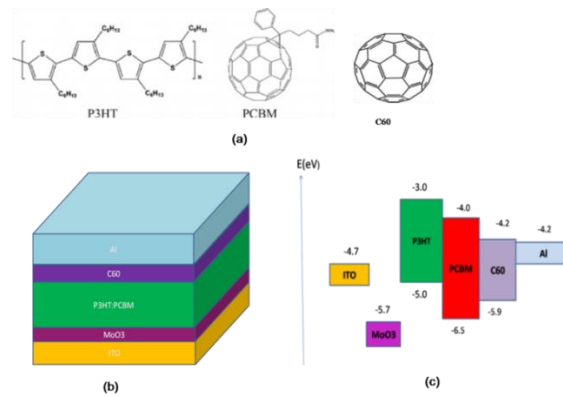 C₆H₁₃
C₆H₁₃
S
S
S
S
n
C₆H₁₃
C₆H₁₃
P3HT
PCBM
C60
(a)
Al
C60
P3HT:PCBM
MoO3
ITO
(b)
E(eV)
-3.0
-4.0
-4.2
-4.2
-4.7
P3HT
PCBM
C60
Al
ITO
-5.0
-5.7
-5.9
-6.5
MoO3
(c)